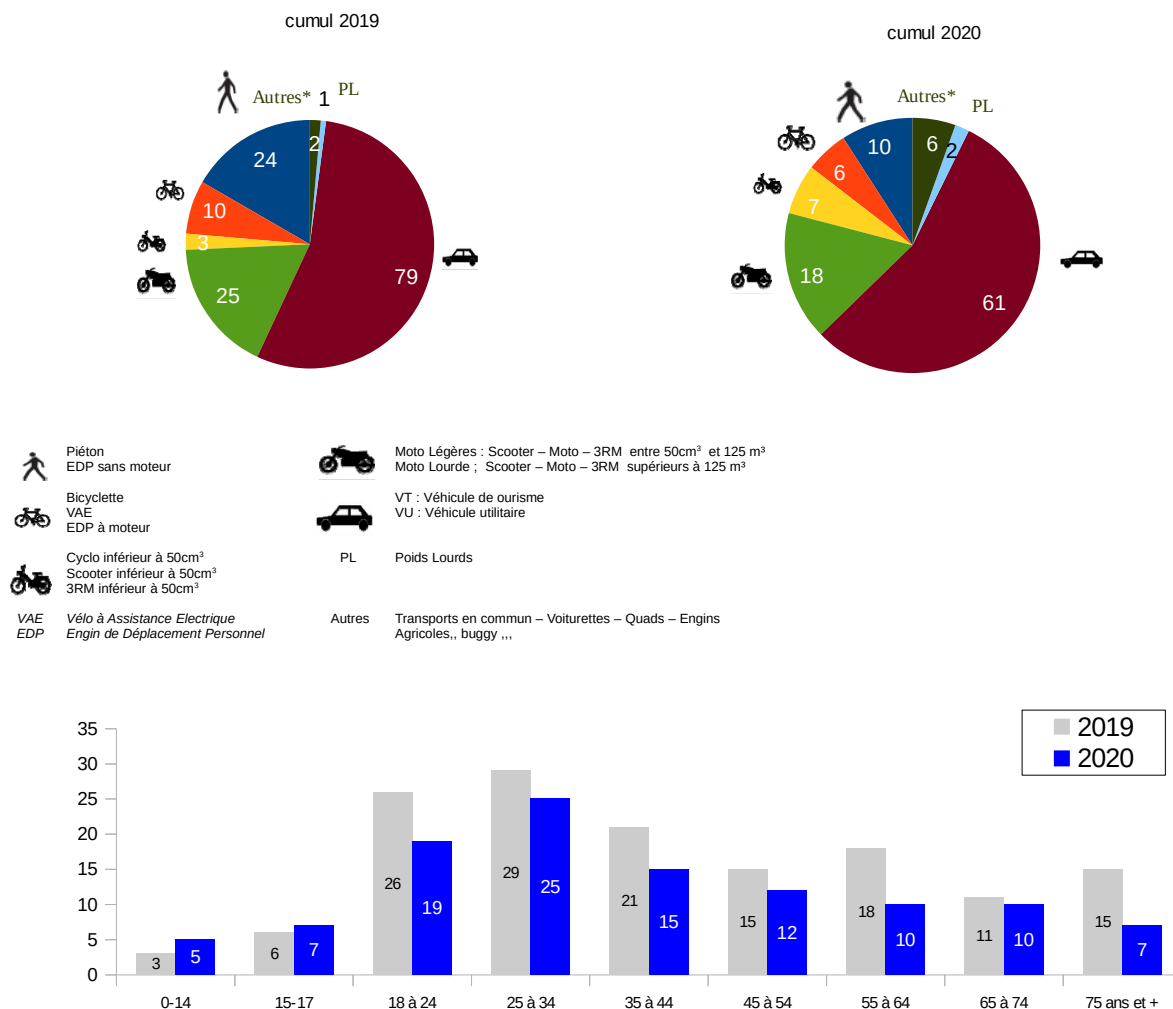 cumul 2019
cumul 2020
Autres* 1 PL
2
24
10
3
25
79
Autres*
PL
6
2
10
6
7
18
61
Piéton
EDP sans moteur
Bicyclette
VAE
EDP à moteur
Cyclo inférieur à 50cm³
Scooter inférieur à 50cm³
3RM inférieur à 50cm³
VAE Vélo à Assistance Electrique
EDP Engin de Déplacement Personnel
Moto Légères : Scooter – Moto – 3RM entre 50cm³ et 125 m³
Moto Lourde ; Scooter – Moto – 3RM supérieurs à 125 m³
VT : Véhicule de ourisme
VU : Véhicule utilitaire
PL Poids Lourds
Autres Transports en commun – Voiturettes – Quads – Engins
Agricoles,, buggy ,,,
2019
2020
35
30
25
20
15
10
5
0
3 5
6 7
26 19
29 25
21 15
15 12
18 10
11 10
15 7
0-14 15-17 18 à 24 25 à 34 35 à 44 45 à 54 55 à 64 65 à 74 75 ans et +